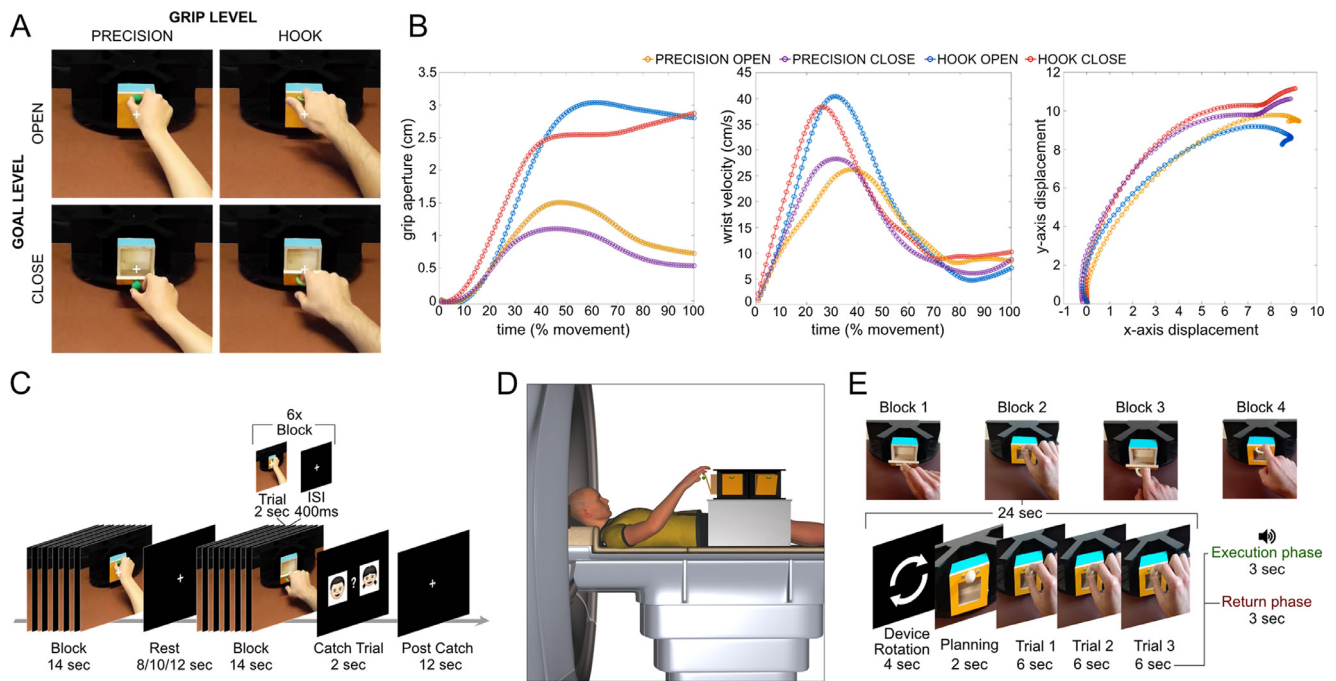 A
GRIP LEVEL
PRECISION
HOOK
GOAL LEVEL
OPEN
CLOSE
B
PRECISION OPEN
PRECISION CLOSE
HOOK OPEN
HOOK CLOSE
grip aperture (cm)
3.5
3
2.5
2
1.5
1
0.5
0
0 10 20 30 40 50 60 70 80 90 100
time (% movement)
wrist velocity (cm/s)
45
40
35
30
25
20
15
10
5
0
0 10 20 30 40 50 60 70 80 90 100
time (% movement)
y-axis displacement
12
10
8
6
4
2
0
-1 0 1 2 3 4 5 6 7 8 9 10
x-axis displacement
C
6x
Block
Trial
2 sec
ISI
400ms
?
Block
14 sec
Rest
8/10/12 sec
Block
14 sec
Catch Trial
2 sec
Post Catch
12 sec
D
E
Block 1
Block 2
Block 3
Block 4
24 sec
Execution phase
3 sec
Return phase
3 sec
Device
Rotation
4 sec
Planning
2 sec
Trial 1
6 sec
Trial 2
6 sec
Trial 3
6 sec